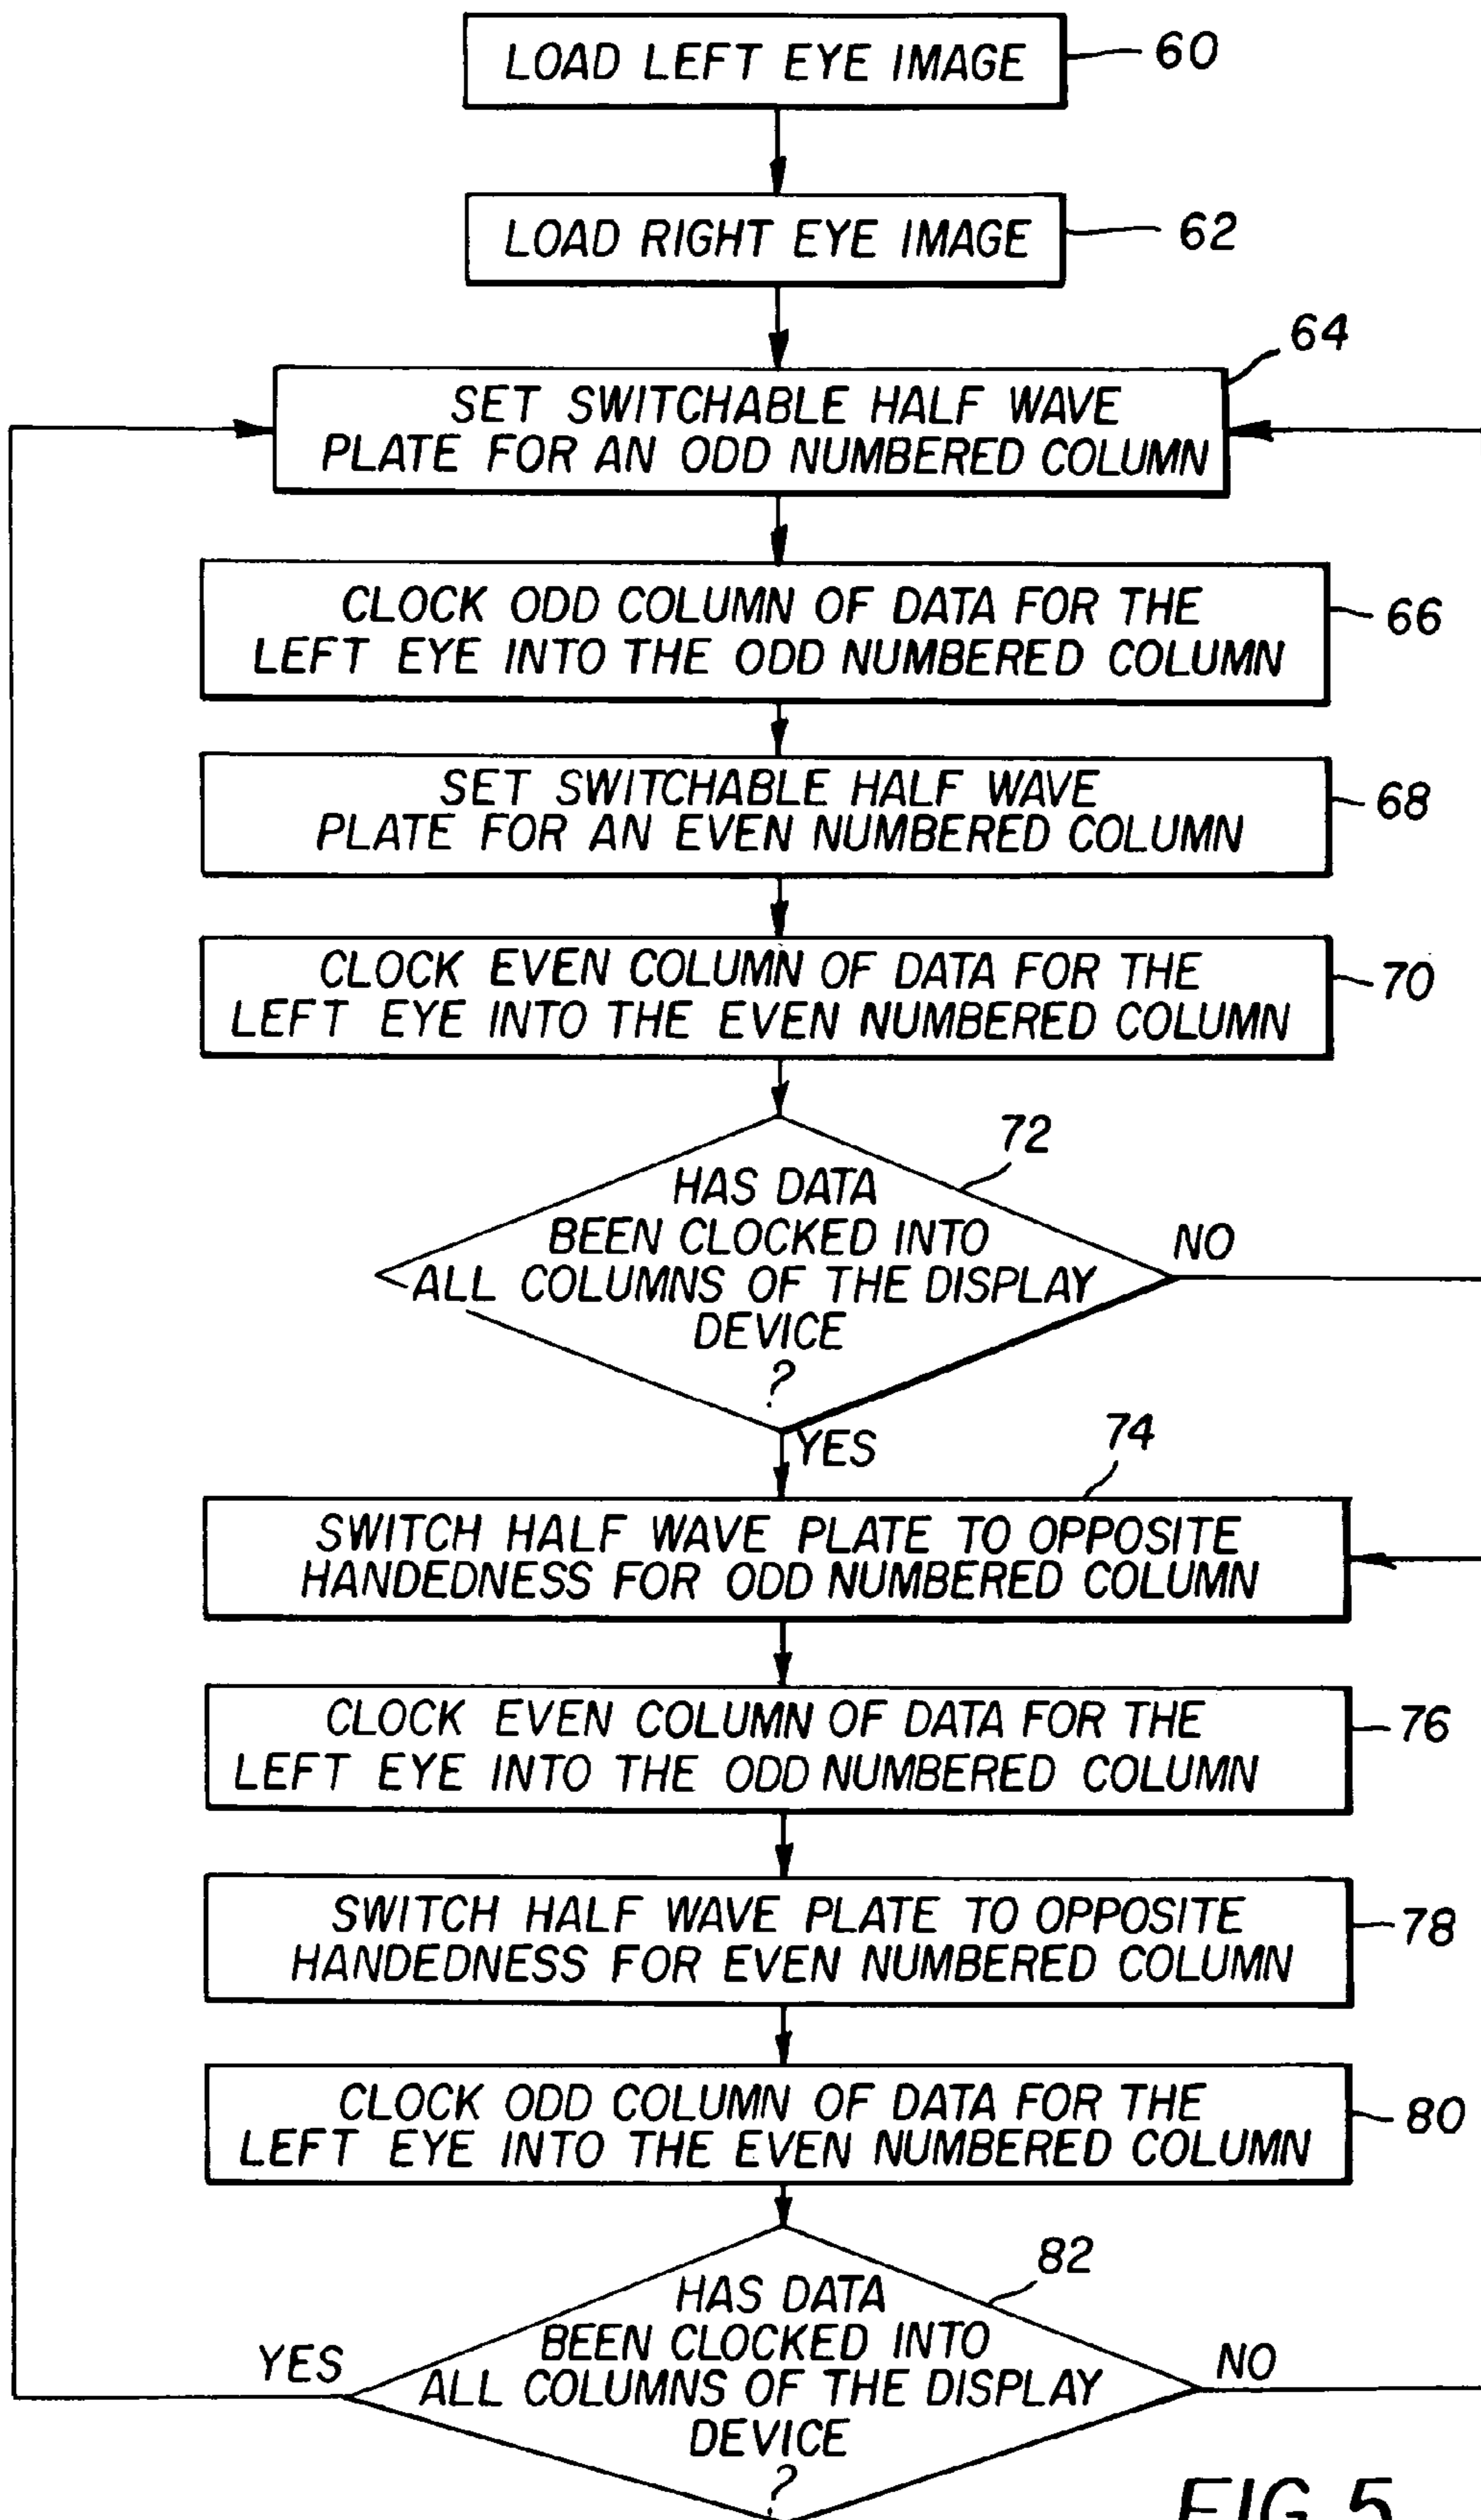 LOAD LEFT EYE IMAGE
60
LOAD RIGHT EYE IMAGE
62
64
SET SWITCHABLE HALF WAVE
PLATE FOR AN ODD NUMBERED COLUMN
CLOCK ODD COLUMN OF DATA FOR THE
LEFT EYE INTO THE ODD NUMBERED COLUMN
66
SET SWITCHABLE HALF WAVE
PLATE FOR AN EVEN NUMBERED COLUMN
68
CLOCK EVEN COLUMN OF DATA FOR THE
LEFT EYE INTO THE EVEN NUMBERED COLUMN
70
72
HAS DATA
BEEN CLOCKED INTO
ALL COLUMNS OF THE DISPLAY
DEVICE
?
NO
YES
74
SWITCH HALF WAVE PLATE TO OPPOSITE
HANDEDNESS FOR ODD NUMBERED COLUMN
CLOCK EVEN COLUMN OF DATA FOR THE
LEFT EYE INTO THE ODD NUMBERED COLUMN
76
SWITCH HALF WAVE PLATE TO OPPOSITE
HANDEDNESS FOR EVEN NUMBERED COLUMN
78
CLOCK ODD COLUMN OF DATA FOR THE
LEFT EYE INTO THE EVEN NUMBERED COLUMN
80
82
HAS DATA
BEEN CLOCKED INTO
ALL COLUMNS OF THE DISPLAY
DEVICE
?
YES
NO
FIG. 5